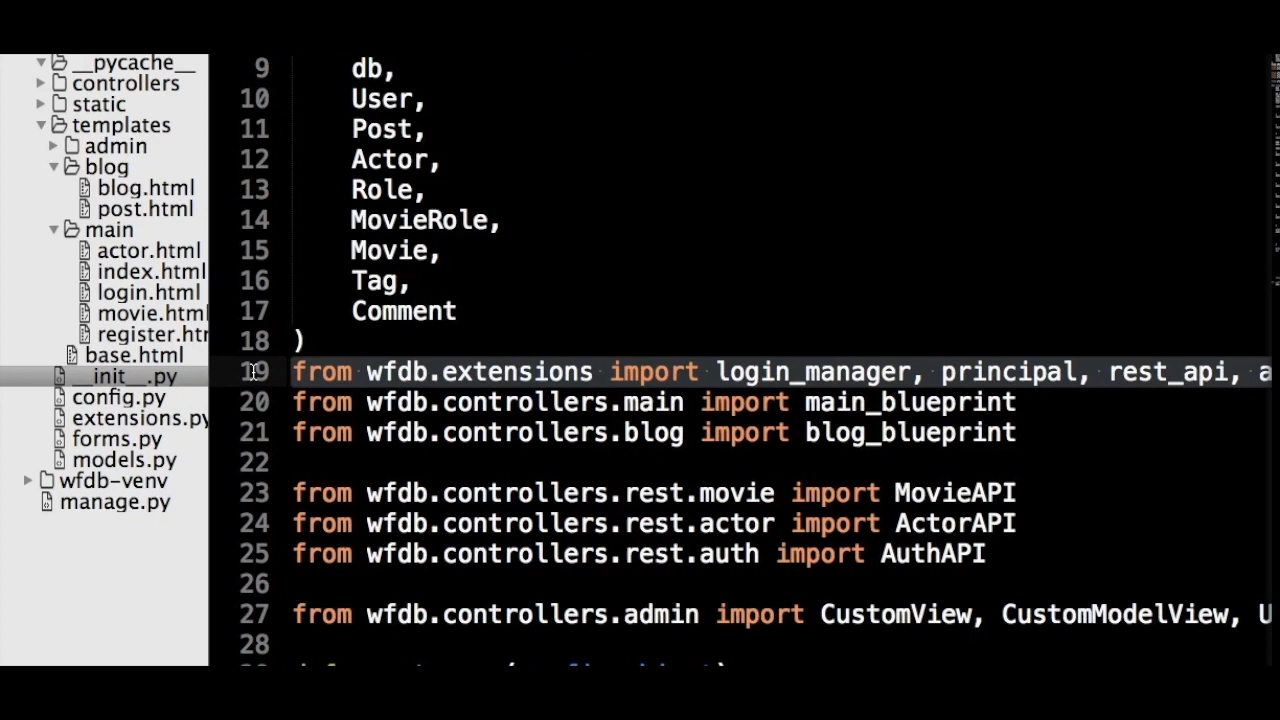 __pycache__
controllers
static
templates
admin
blog
blog.html
post.html
main
actor.html
index.html
login.html
movie.html
base.html
__init__.py
config.py
extensions.py
forms.py
models.py
wfdb-venv
manage.py
9 db,
10 User,
11 Post,
12 Actor,
13 Role,
14 MovieRole,
15 Movie,
16 Tag,
17 Comment
18 )
19 from wfdb.extensions import login_manager, principal, rest_api, a
20 from wfdb.controllers.main import main_blueprint
21 from wfdb.controllers.blog import blog_blueprint
22
23 from wfdb.controllers.rest.movie import MovieAPI
24 from wfdb.controllers.rest.actor import ActorAPI
25 from wfdb.controllers.rest.auth import AuthAPI
26
27 from wfdb.controllers.admin import CustomView, CustomModelView, U
28